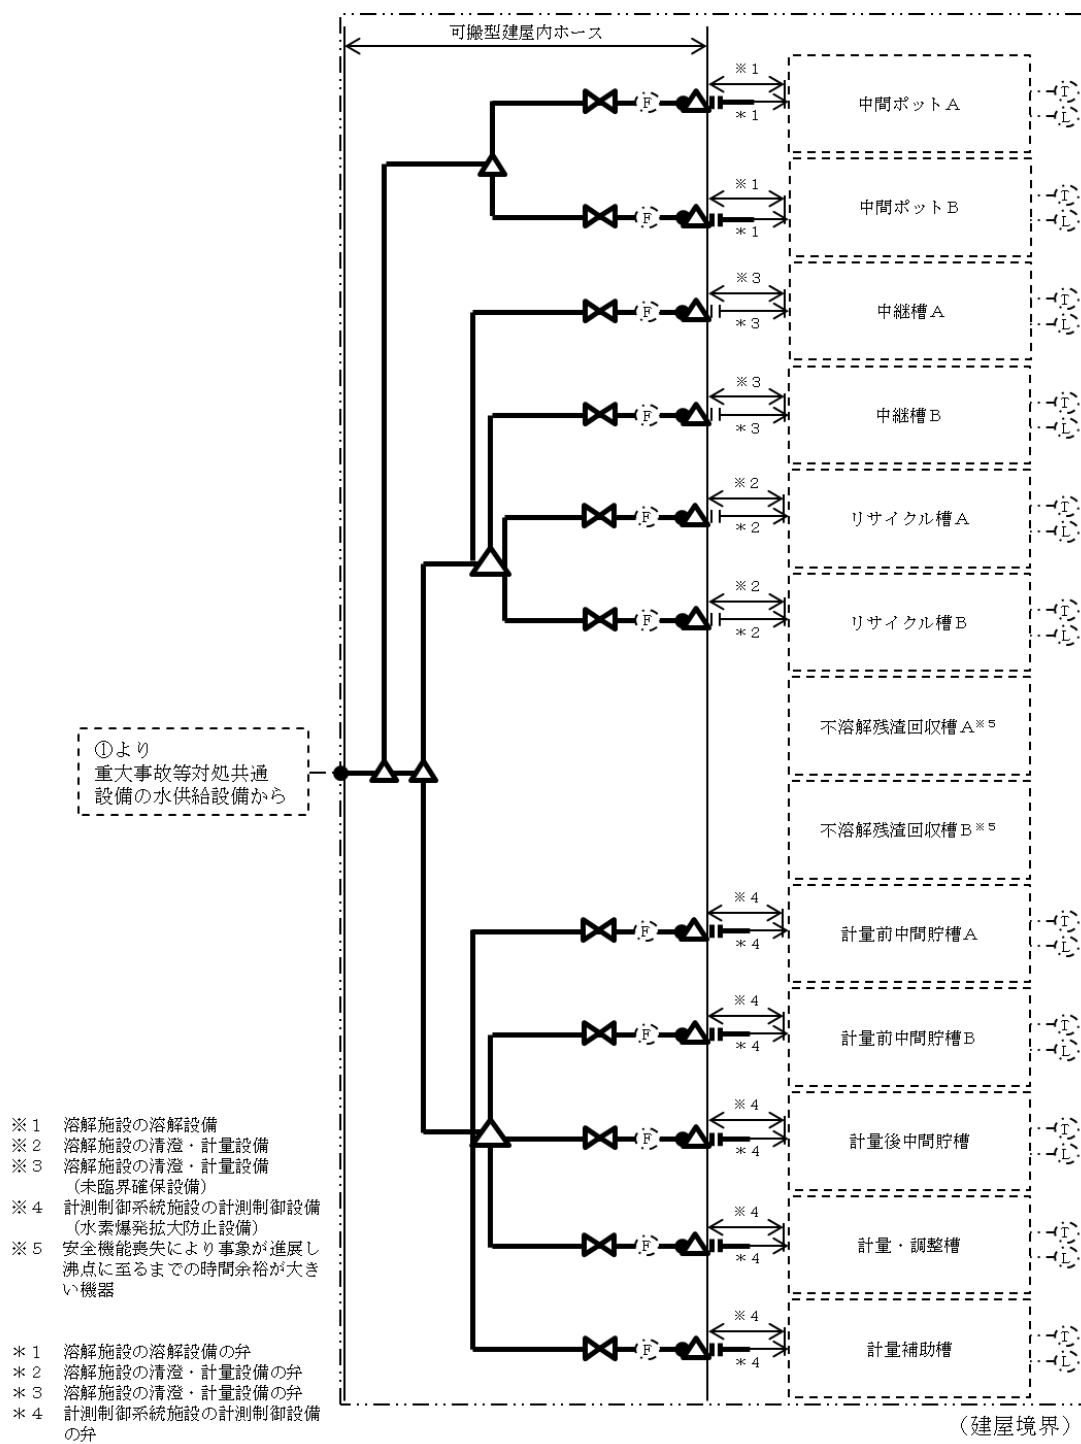 可搬型建屋内ホース
※1
F
*1
中間ポットA
T
L
※1
F
*1
中間ポットB
T
L
※3
F
*3
中継槽A
T
L
※3
F
*3
中継槽B
T
L
※2
F
*2
リサイクル槽A
T
L
※2
F
*2
リサイクル槽B
T
L
不溶解残渣回収槽A※5
①より
重大事故等対処共通
設備の水供給設備から
不溶解残渣回収槽B※5
※4
F
*4
計量前中間貯槽A
T
L
※4
F
*4
計量前中間貯槽B
T
L
※4
F
*4
計量後中間貯槽
T
L
※4
F
*4
計量・調整槽
T
L
※4
F
*4
計量補助槽
T
L
※1 溶解施設の溶解設備
※2 溶解施設の清澄・計量設備
※3 溶解施設の清澄・計量設備
(未臨界確保設備)
※4 計測制御系統施設の計測制御設備
(水素爆発拡大防止設備)
※5 安全機能喪失により事象が進展し
沸点に至るまでの時間余裕が大き
い機器
*1 溶解施設の溶解設備の弁
*2 溶解施設の清澄・計量設備の弁
*3 溶解施設の清澄・計量設備の弁
*4 計測制御系統施設の計測制御設備
の弁
(建屋境界)